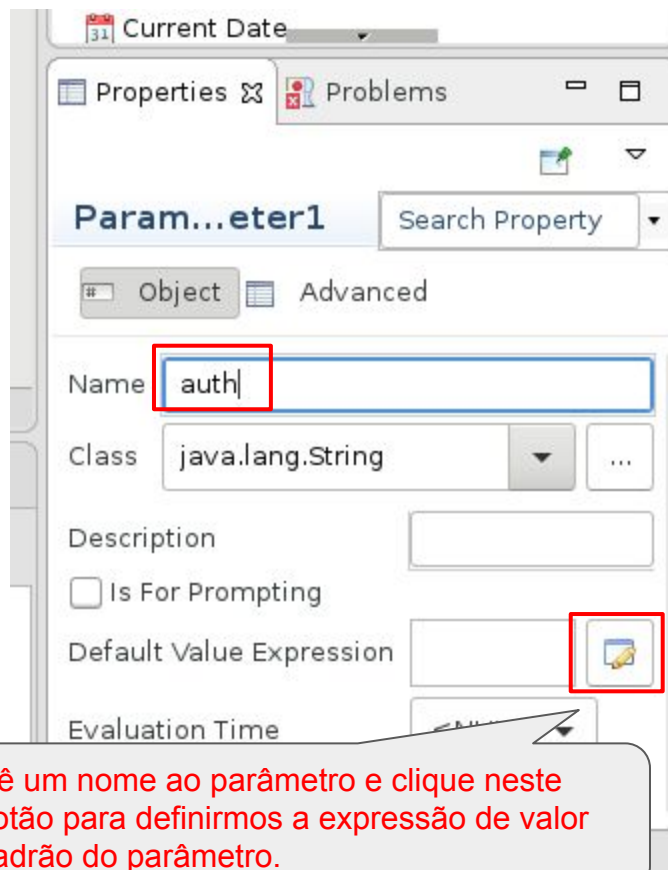 31 Current Date
Properties Problems
Param...eter1 Search Property
# Object Advanced
Name auth
Class java.lang.String ...
Description
Is For Prompting
Default Value Expression
Evaluation Time
ê um nome ao parâmetro e clique neste
otão para definirmos a expressão de valor
adrão do parâmetro.